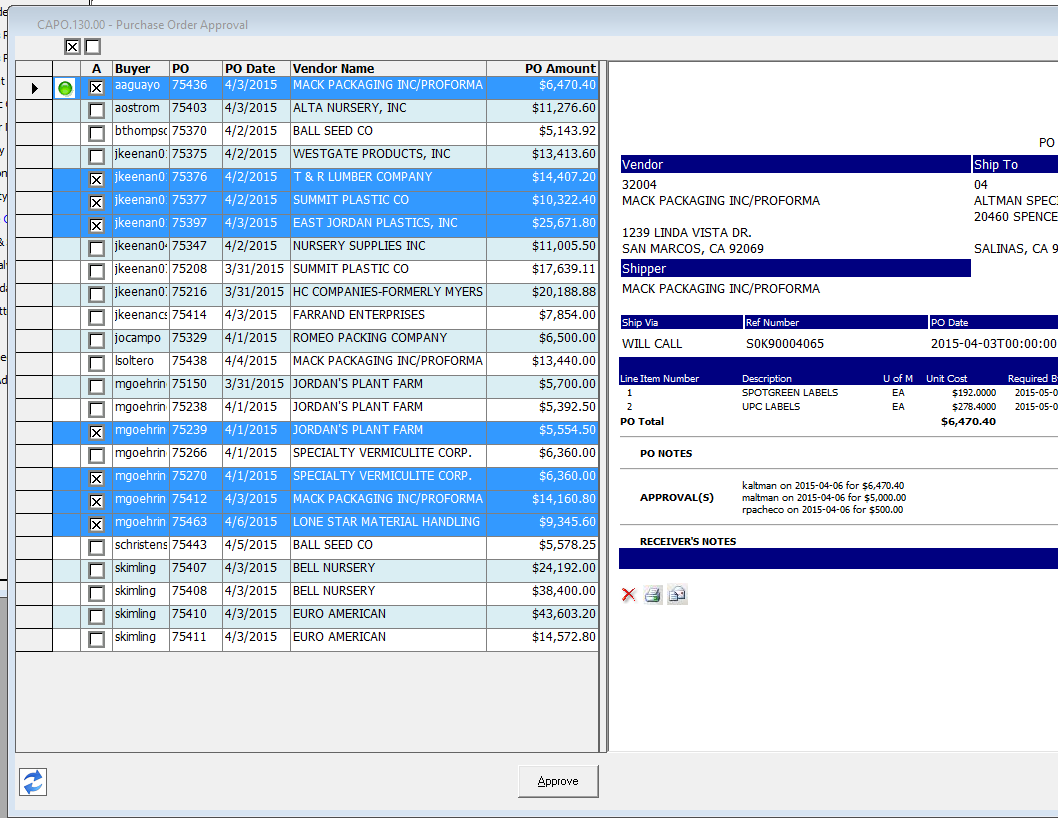 CAPO.130.00 - Purchase Order Approval
A Buyer PO PO Date Vendor Name PO Amount
aaguayo 75436 4/3/2015 MACK PACKAGING INC/PROFORMA $6,470.40
aostrom 75403 4/3/2015 ALTA NURSERY, INC $11,276.60
bthompsc 75370 4/2/2015 BALL SEED CO $5,143.92
jkeenan0 75375 4/2/2015 WESTGATE PRODUCTS, INC $13,413.60
jkeenan0 75376 4/2/2015 T & R LUMBER COMPANY $14,407.20
jkeenan0 75377 4/2/2015 SUMMIT PLASTIC CO $10,322.40
jkeenan0 75397 4/3/2015 EAST JORDAN PLASTICS, INC $25,671.80
jkeenan0 75347 4/2/2015 NURSERY SUPPLIES INC $11,005.50
jkeenan0 75208 3/31/2015 SUMMIT PLASTIC CO $17,639.11
jkeenan0 75216 3/31/2015 HC COMPANIES-FORMERLY MYERS $20,188.88
jkeenancs 75414 4/3/2015 FARRAND ENTERPRISES $7,854.00
jocampo 75329 4/1/2015 ROMEO PACKING COMPANY $6,500.00
lsoltero 75438 4/4/2015 MACK PACKAGING INC/PROFORMA $13,440.00
mgoehrin 75150 3/31/2015 JORDAN'S PLANT FARM $5,700.00
mgoehrin 75238 4/1/2015 JORDAN'S PLANT FARM $5,392.50
mgoehrin 75239 4/1/2015 JORDAN'S PLANT FARM $5,554.50
mgoehrin 75266 4/1/2015 SPECIALTY VERMICULITE CORP. $6,360.00
mgoehrin 75270 4/1/2015 SPECIALTY VERMICULITE CORP. $6,360.00
mgoehrin 75412 4/3/2015 MACK PACKAGING INC/PROFORMA $14,160.80
mgoehrin 75463 4/6/2015 LONE STAR MATERIAL HANDLING $9,345.60
schristens 75443 4/5/2015 BALL SEED CO $5,578.25
skimling 75407 4/3/2015 BELL NURSERY $24,192.00
skimling 75408 4/3/2015 BELL NURSERY $38,400.00
skimling 75410 4/3/2015 EURO AMERICAN $43,603.20
skimling 75411 4/3/2015 EURO AMERICAN $14,572.80
Approve
PO
Vendor Ship To
32004 04
MACK PACKAGING INC/PROFORMA ALTMAN SPECI
20460 SPENCE
1239 LINDA VISTA DR.
SAN MARCOS, CA 92069 SALINAS, CA 9
Shipper
MACK PACKAGING INC/PROFORMA
Ship Via Ref Number PO Date
WILL CALL S0K90004065 2015-04-03T00:00:00
Line Item Number Description U of M Unit Cost Required B
1 SPOTGREEN LABELS EA $192.0000 2015-05-0
2 UPC LABELS EA $278.4000 2015-05-0
PO Total $6,470.40
PO NOTES
APPROVAL(S)
kaltman on 2015-04-06 for $6,470.40
maltman on 2015-04-06 for $5,000.00
rpacheco on 2015-04-06 for $500.00
RECEIVER'S NOTES